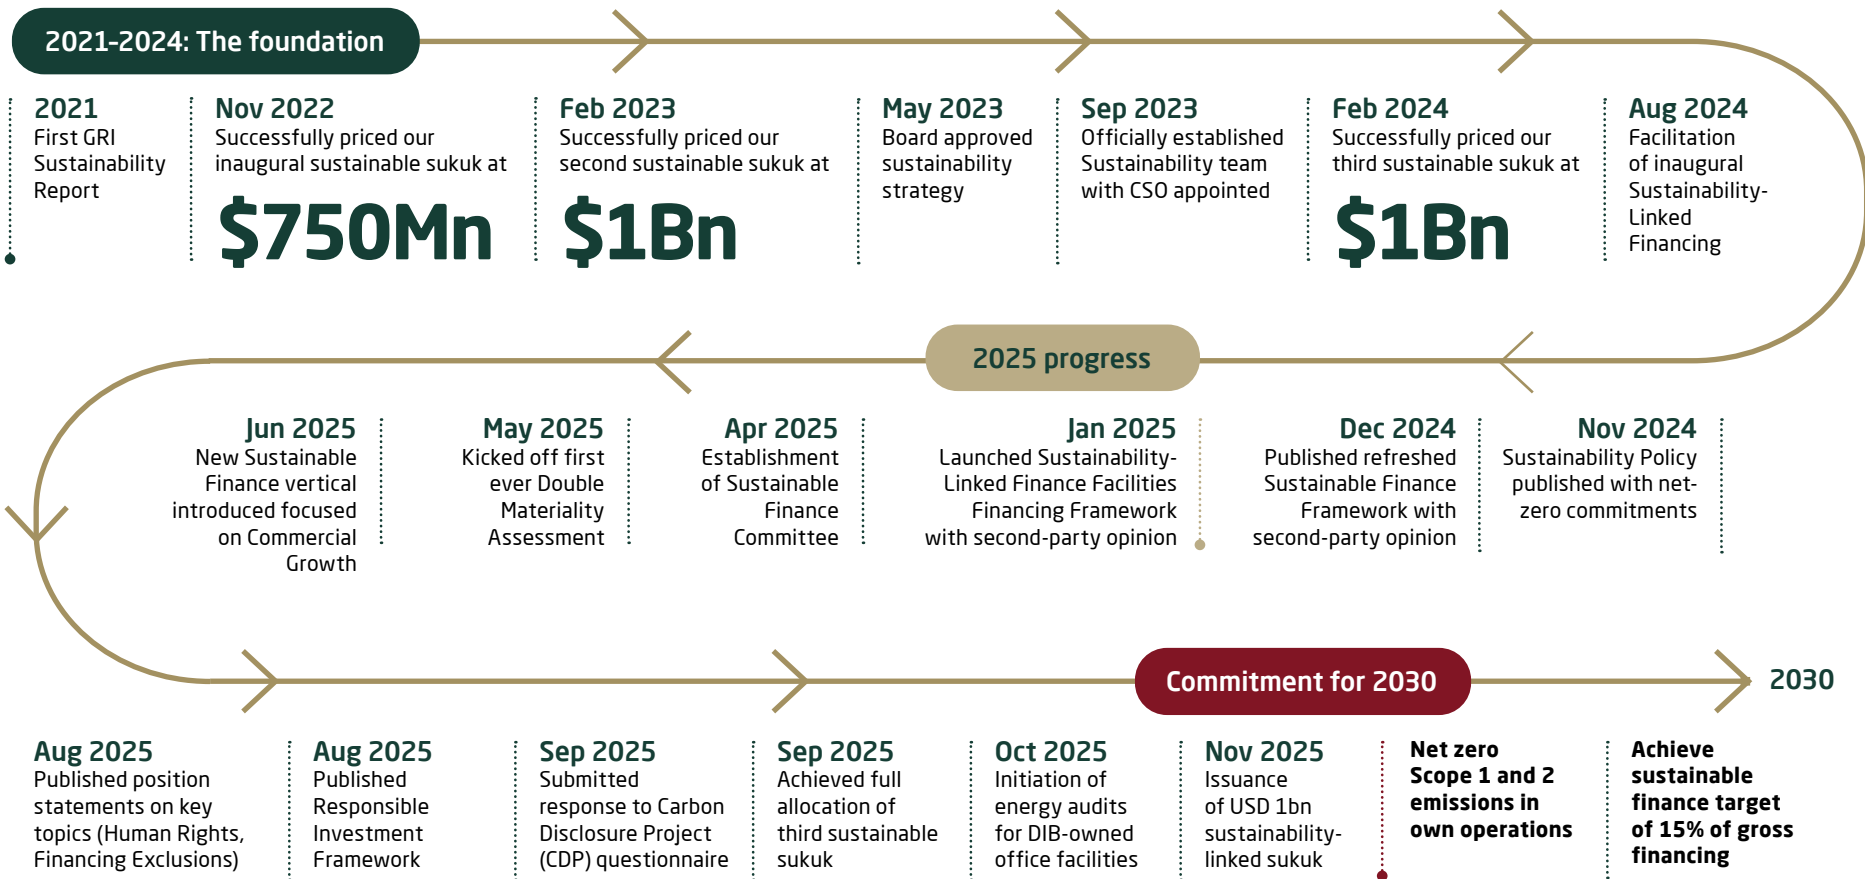 2021–2024: The foundation
2021
First GRI
Sustainability
Report
Nov 2022
Successfully priced our
inaugural sustainable sukuk at
$750Mn
Feb 2023
Successfully priced our
second sustainable sukuk at
$1Bn
May 2023
Board approved
sustainability
strategy
Sep 2023
Officially established
Sustainability team
with CSO appointed
Feb 2024
Successfully priced our
third sustainable sukuk at
$1Bn
Aug 2024
Facilitation
of inaugural
Sustainability-
Linked
Financing
Nov 2024
Sustainability Policy
published with net-
zero commitments
Dec 2024
Published refreshed
Sustainable Finance
Framework with
second-party opinion
2025 progress
Jan 2025
Launched Sustainability-
Linked Finance Facilities
Financing Framework
with second-party opinion
Apr 2025
Establishment
of Sustainable
Finance
Committee
May 2025
Kicked off first
ever Double
Materiality
Assessment
Jun 2025
New Sustainable
Finance vertical
introduced focused
on Commercial
Growth
Aug 2025
Published position
statements on key
topics (Human Rights,
Financing Exclusions)
Aug 2025
Published
Responsible
Investment
Framework
Sep 2025
Submitted
response to Carbon
Disclosure Project
(CDP) questionnaire
Sep 2025
Achieved full
allocation of
third sustainable
sukuk
Oct 2025
Initiation of
energy audits
for DIB-owned
office facilities
Nov 2025
Issuance
of USD 1bn
sustainability-
linked sukuk
Commitment for 2030
2030
Net zero
Scope 1 and 2
emissions in
own operations
Achieve
sustainable
finance target
of 15% of gross
financing